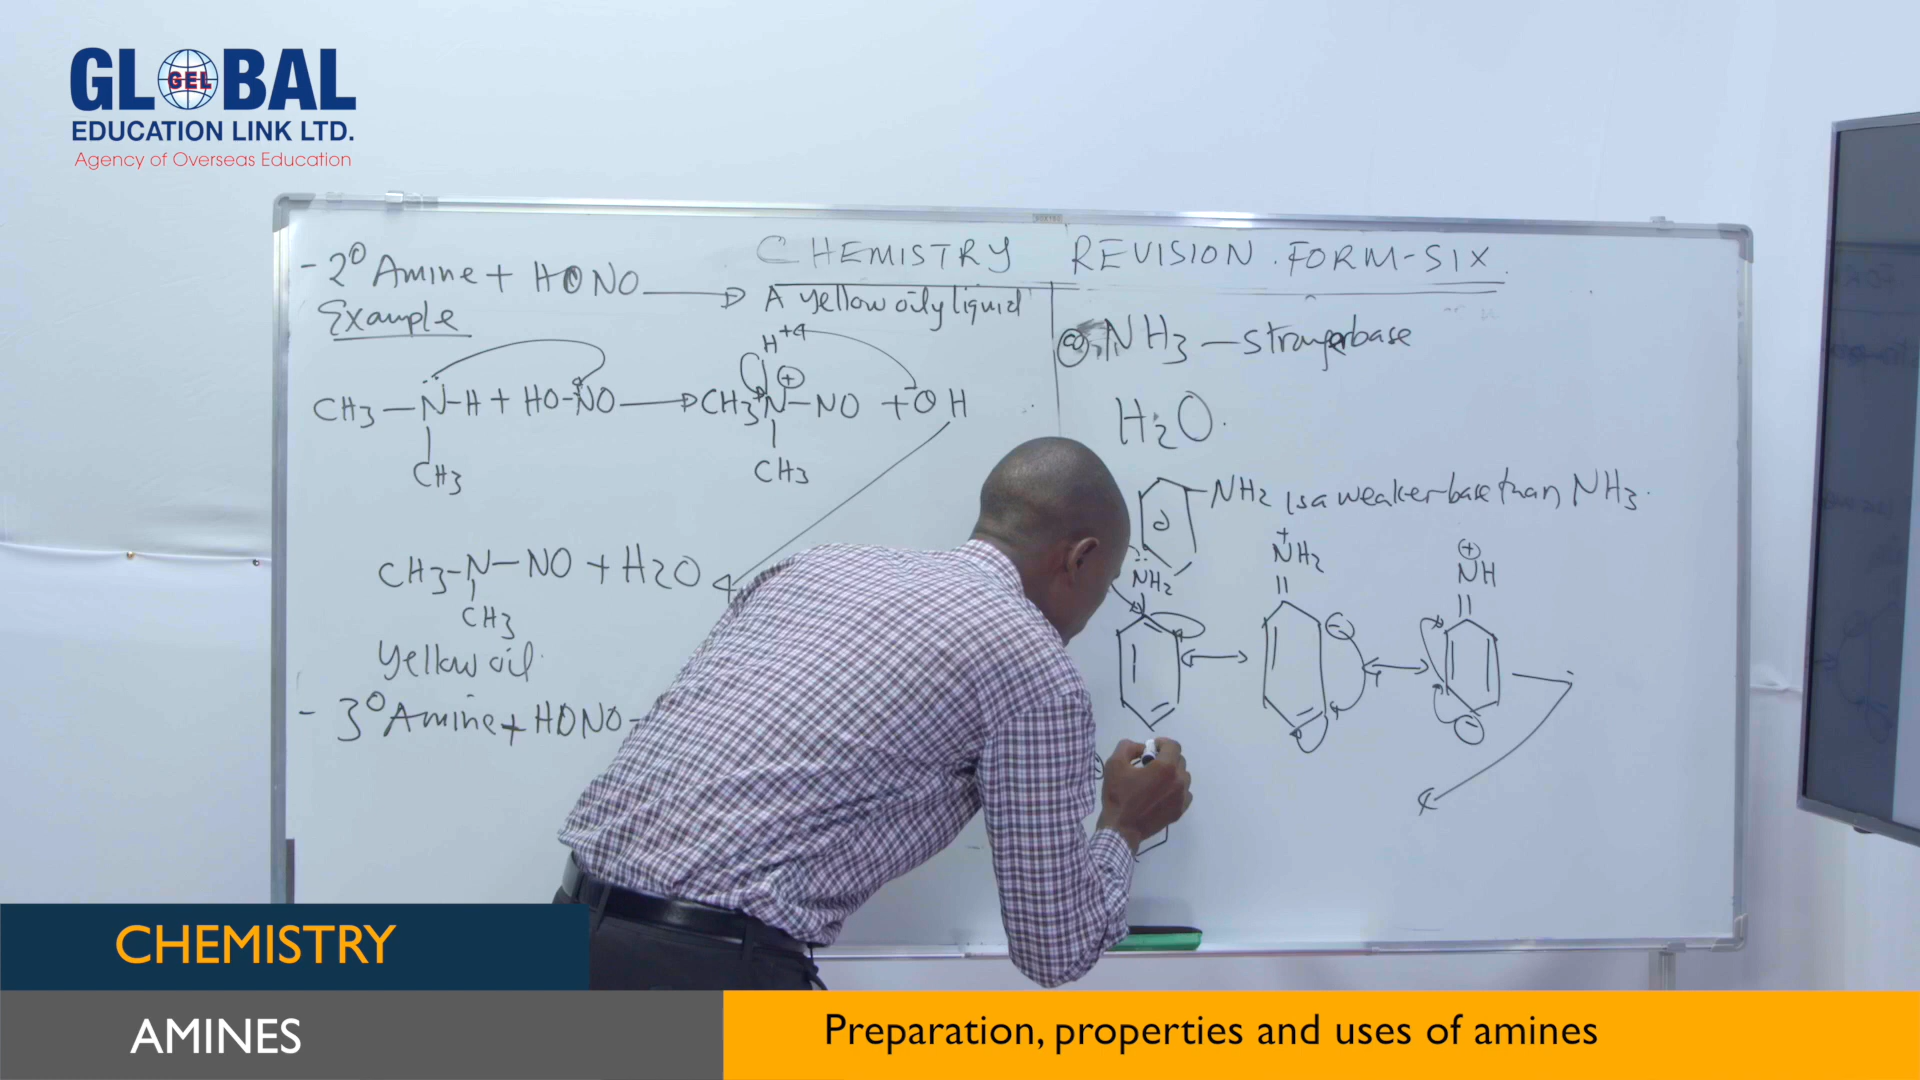 GLOBAL
GEL
EDUCATION LINK LTD.
Agency of Overseas Education
CHEMISTRY REVISION. FORM-SIX
- 2° Amine + HONO → A yellow oily liquid
Example
CH3 — N̈-H + HO-NO → CH3 N — NO + OH
H+
⊕
CH3
CH3
CH3 - N — NO + H2O
CH3
Yellow oil.
- 3° Amine + HONO -
NH3 — strongerbase
H2O.
-NH2 is a weaker base than NH3.
N̈H2
+
NH2
⊕
NH
CHEMISTRY
AMINES
Preparation, properties and uses of amines